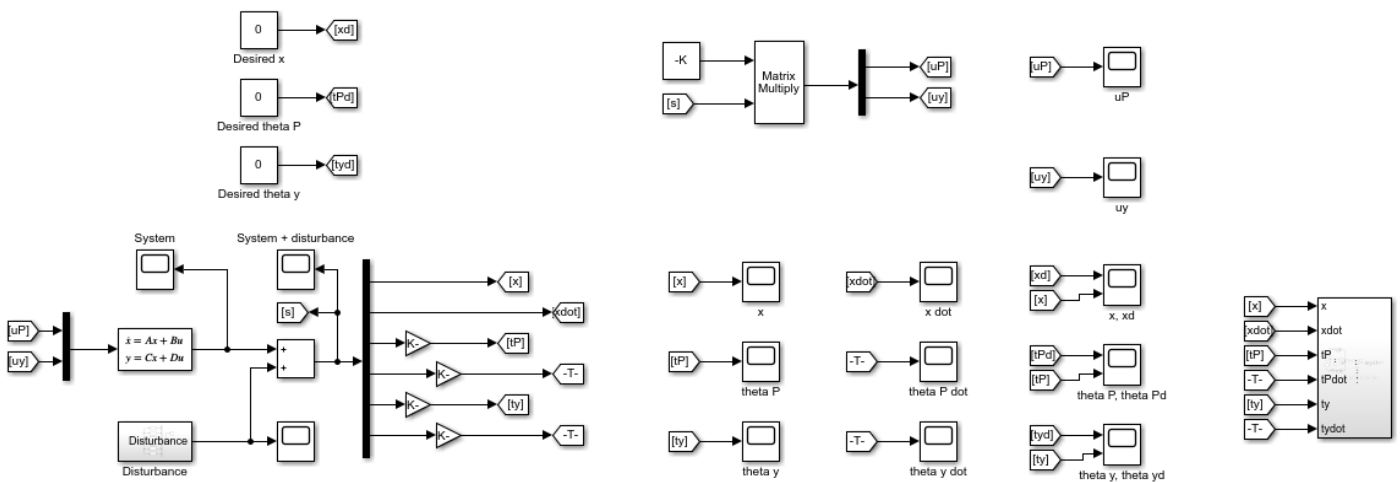 0
[xd]
Desired x
0
[tPd]
Desired theta P
0
[tyd]
Desired theta y
-K
[s]
Matrix
Multiply
[uP]
[uy]
[uP]
uP
[uy]
uy
System
System + disturbance
[s]
[uP]
[uy]
ẋ = Ax + Bu
y = Cx + Du
+
+
Disturbance
Disturbance
[x]
[xdot]
K-
[tP]
K-
-T-
K-
[ty]
K-
-T-
[x]
x
[xdot]
x dot
[xd]
[x]
x, xd
[tP]
theta P
-T-
theta P dot
[tPd]
[tP]
theta P, theta Pd
[ty]
theta y
-T-
theta y dot
[tyd]
[ty]
theta y, theta yd
[x]
x
[xdot]
xdot
[tP]
tP
-T-
tPdot
[ty]
ty
-T-
tydot